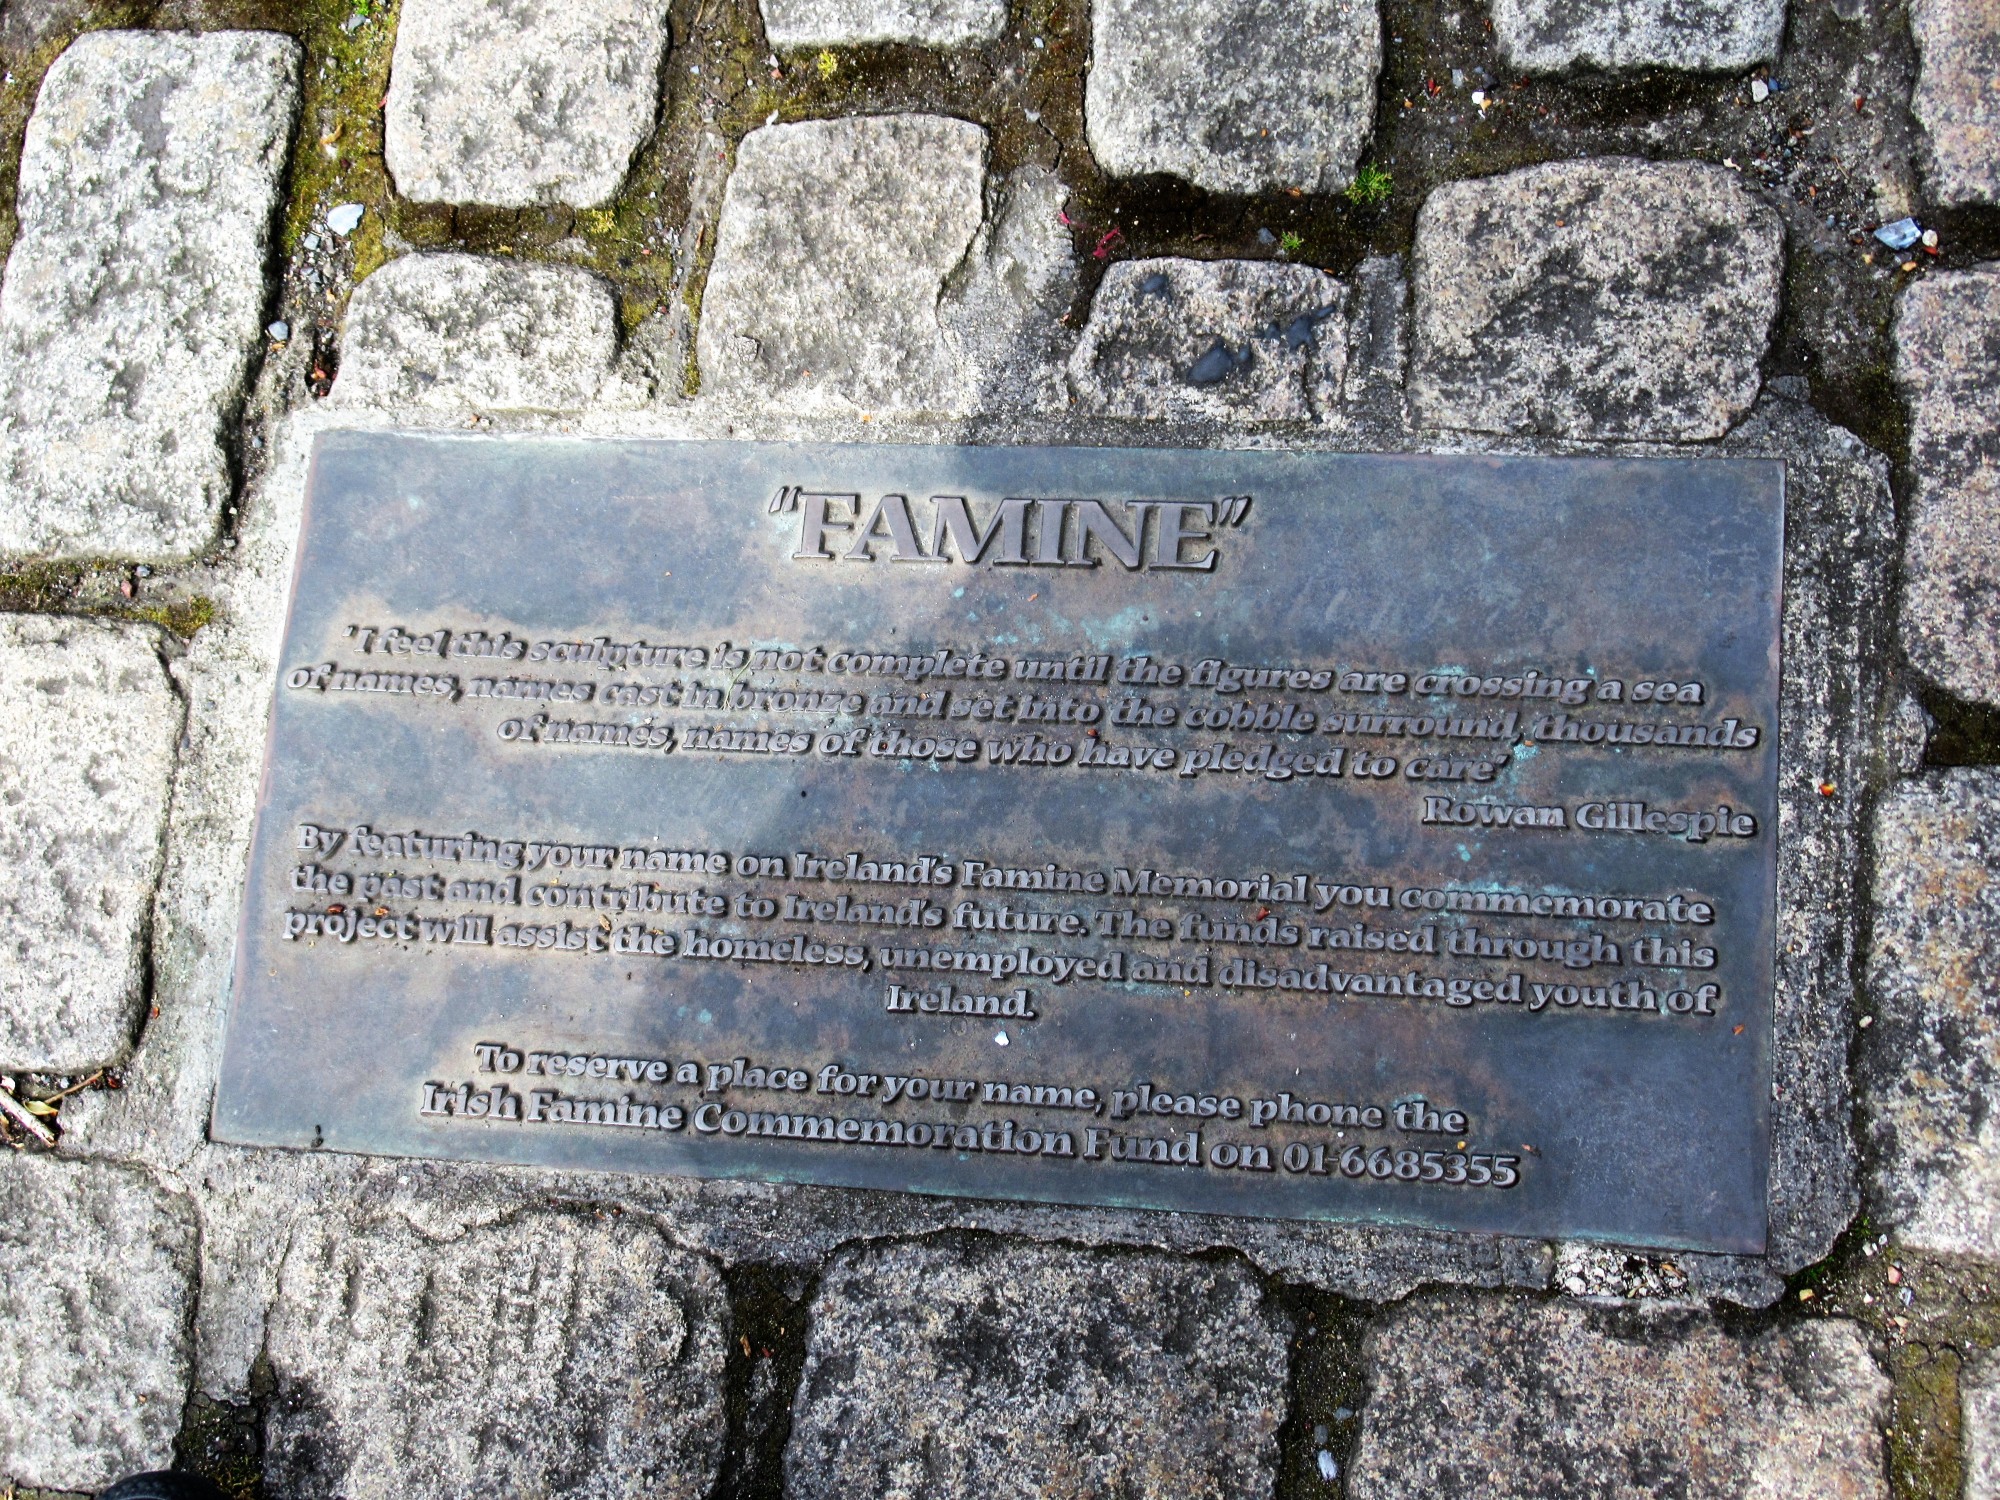 "FAMINE"
'I feel this sculpture is not complete until the figures are crossing a sea
of names, names cast in bronze and set into the cobble surround, thousands
of names, names of those who have pledged to care'
Rowan Gillespie
By featuring your name on Ireland's Famine Memorial you commemorate
the past and contribute to Ireland's future. The funds raised through this
project will assist the homeless, unemployed and disadvantaged youth of
Ireland.
To reserve a place for your name, please phone the
Irish Famine Commemoration Fund on 01-6685355